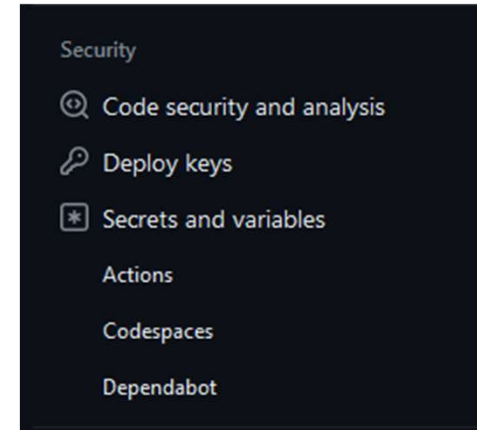 Security
Code security and analysis
Deploy keys
Secrets and variables
Actions
Codespaces
Dependabot